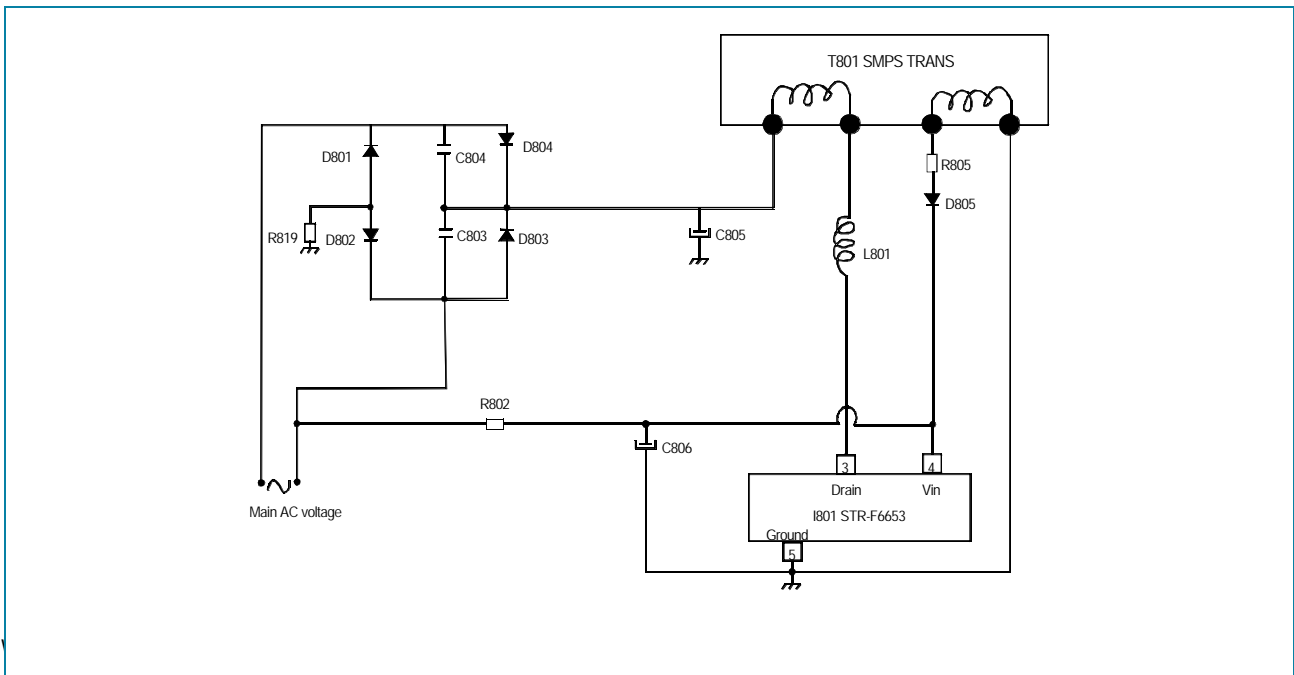 T801 SMPS TRANS
D801
C804
D804
R805
D805
R819
D802
C803
D803
C805
L801
R802
C806
3
4
Main AC voltage
Drain
Vin
I801 STR-F6653
Ground
5